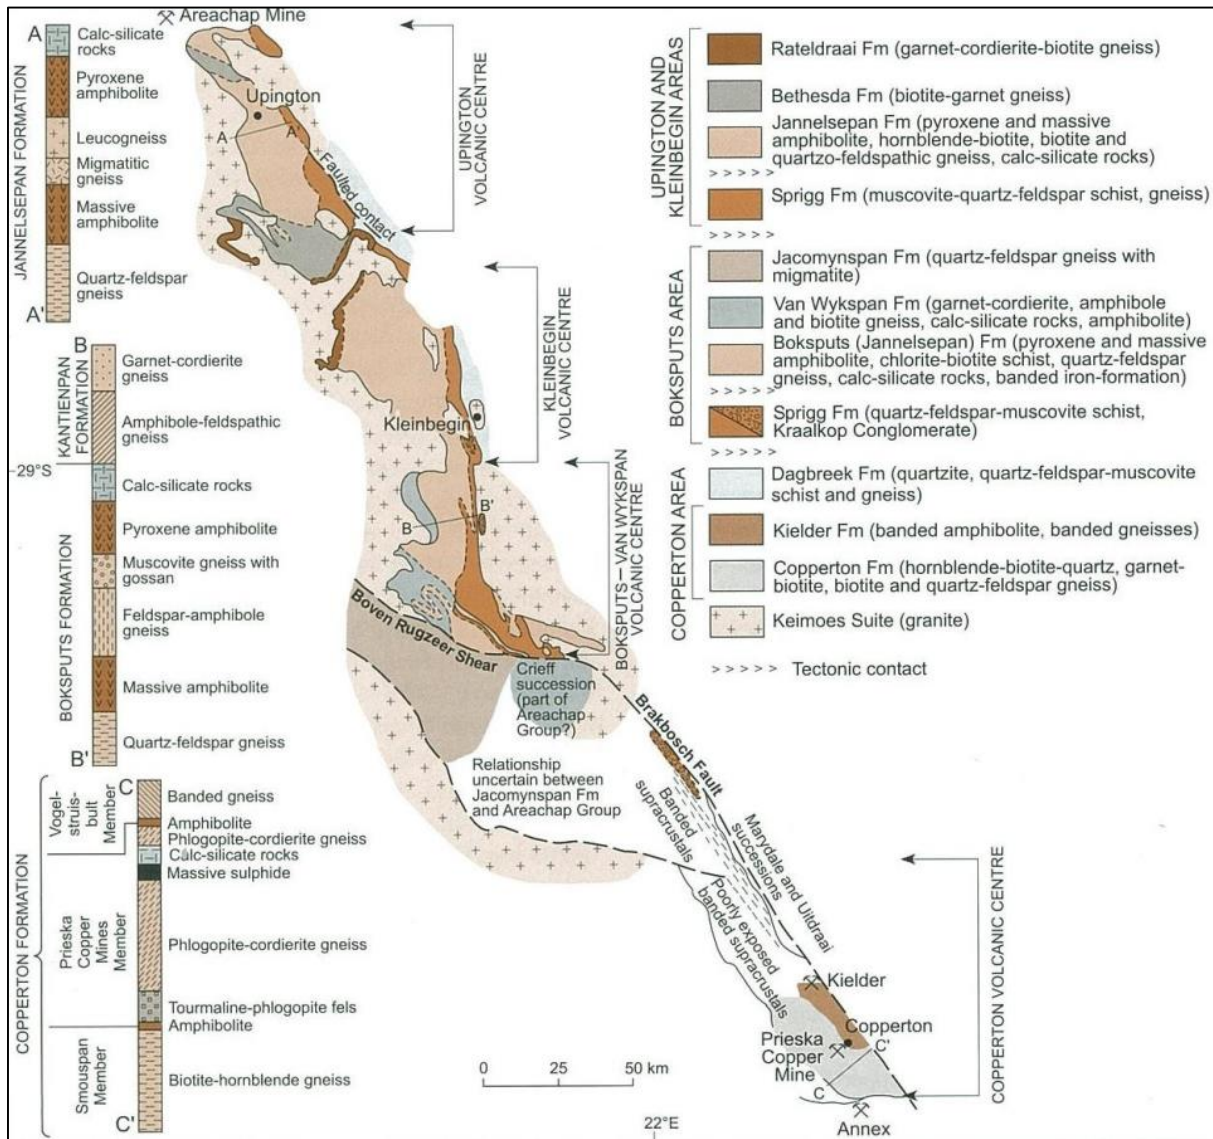 Areachap Mine
A
JANNELSEPAN FORMATION
Calc-silicate
rocks
Pyroxene
amphibolite
Leucogneiss
Migmatitic
gneiss
Massive
amphibolite
Quartz-feldspar
gneiss
A'
B
KANTIENPAN
FORMATION
Garnet-cordierite
gneiss
Amphibole-feldspathic
gneiss
29°S
BOKSPUTS FORMATION
Calc-silicate rocks
Pyroxene amphibolite
Muscovite gneiss with
gossan
Feldspar-amphibole
gneiss
Massive amphibolite
Quartz-feldspar gneiss
B'
COPPERTON FORMATION
C
Vogel-
struis-
bult
Member
Banded gneiss
Amphibolite
Phlogopite-cordierite gneiss
Calc-silicate rocks
Massive sulphide
Prieska
Copper
Mines
Member
Phlogopite-cordierite gneiss
Tourmaline-phlogopite fels
Amphibolite
Smouspan
Member
Biotite-hornblende gneiss
C'
Upington
A
A'
Faulted contact
UPINGTON
VOLCANIC CENTRE
KLEINBEGIN
VOLCANIC CENTRE
Kleinbegin
B
B'
BOKSPUTS – VAN WYKSPAN
VOLCANIC CENTRE
Boven Rugzeer Shear
Crieff
succession
(part of
Areachap
Group?)
Relationship
uncertain between
Jacomynspan Fm
and Areachap Group
Brakbosch Fault
Banded
supracrustals
Marydale and Uitdraai
successions
Poorly exposed
banded supracrustals
Kielder
Copperton
Prieska
Copper
Mine
C'
C
Annex
COPPERTON VOLCANIC CENTRE
0 25 50 km
22°E
UPINGTON AND
KLEINBEGIN AREAS
Rateldraai Fm (garnet-cordierite-biotite gneiss)
Bethesda Fm (biotite-garnet gneiss)
Jannelsepan Fm (pyroxene and massive
amphibolite, hornblende-biotite, biotite and
quartzo-feldspathic gneiss, calc-silicate rocks)
> > > > >
Sprigg Fm (muscovite-quartz-feldspar schist, gneiss)
> > > > >
BOKSPUTS AREA
Jacomynspan Fm (quartz-feldspar gneiss with
migmatite)
Van Wykspan Fm (garnet-cordierite, amphibole
and biotite gneiss, calc-silicate rocks, amphibolite)
Boksputs (Jannelsepan) Fm (pyroxene and massive
amphibolite, chlorite-biotite schist, quartz-feldspar
gneiss, calc-silicate rocks, banded iron-formation)
> > > > >
Sprigg Fm (quartz-feldspar-muscovite schist,
Kraalkop Conglomerate)
> > > > >
Dagbreek Fm (quartzite, quartz-feldspar-muscovite
schist and gneiss)
COPPERTON AREA
Kielder Fm (banded amphibolite, banded gneisses)
Copperton Fm (hornblende-biotite-quartz, garnet-
biotite, biotite and quartz-feldspar gneiss)
Keimoes Suite (granite)
> > > > > Tectonic contact